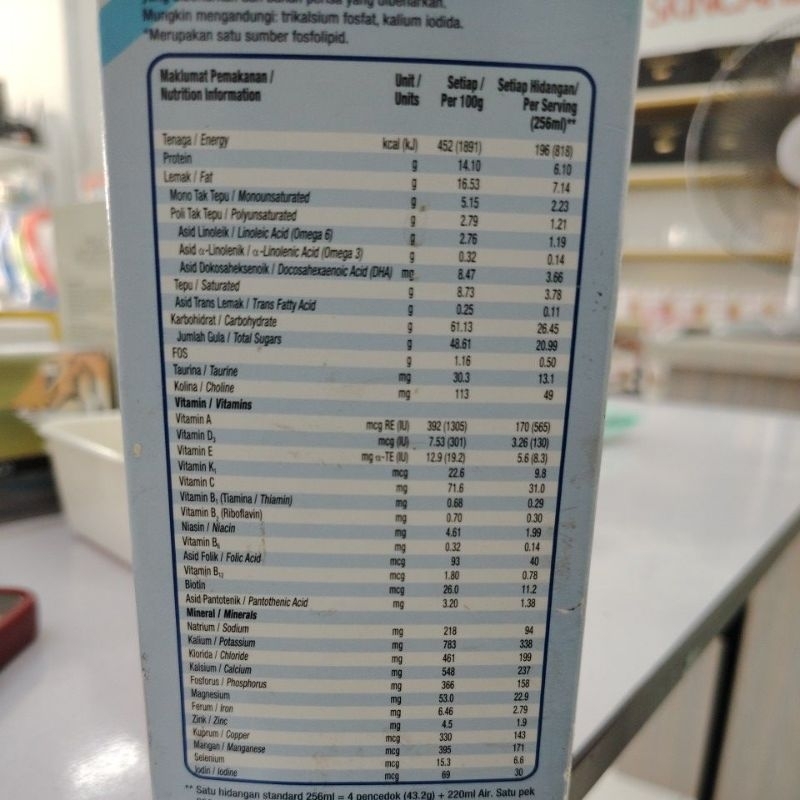 Mungkin mengandungi: trikalsium fosfat, kalium iodida.
*Merupakan satu sumber fosfolipid.
Maklumat Pemakanan / Nutrition Information Unit / Units Setiap / Per 100g Setiap Hidangan/ Per Serving (256ml)**
Tenaga / Energy kcal (kJ) 452 (1891) 196 (818)
Protein g 14.10 6.10
Lemak / Fat g 16.53 7.14
Mono Tak Tepu / Monounsaturated g 5.15 2.23
Poli Tak Tepu / Polyunsaturated g 2.79 1.21
Asid Linoleik / Linoleic Acid (Omega 6) g 2.76 1.19
Asid α-Linolenik / α-Linolenic Acid (Omega 3) g 0.32 0.14
Asid Dokosaheksenoik / Docosahexaenoic Acid (DHA) mg 8.47 3.66
Tepu / Saturated g 8.73 3.78
Asid Trans Lemak / Trans Fatty Acid g 0.25 0.11
Karbohidrat / Carbohydrate g 61.13 26.45
Jumlah Gula / Total Sugars g 48.61 20.99
FOS g 1.16 0.50
Taurina / Taurine mg 30.3 13.1
Kolina / Choline mg 113 49
Vitamin / Vitamins
Vitamin A mcg RE (IU) 392 (1305) 170 (565)
Vitamin D₃ mcg (IU) 7.53 (301) 3.26 (130)
Vitamin E mg α-TE (IU) 12.9 (19.2) 5.6 (8.3)
Vitamin K₁ mcg 22.6 9.8
Vitamin C mg 71.6 31.0
Vitamin B₁ (Tiamina / Thiamin) mg 0.68 0.29
Vitamin B₂ (Riboflavin) mg 0.70 0.30
Niasin / Niacin mg 4.61 1.99
Vitamin B₆ mg 0.32 0.14
Asid Folik / Folic Acid mcg 93 40
Vitamin B₁₂ mcg 1.80 0.78
Biotin mcg 26.0 11.2
Asid Pantotenik / Pantothenic Acid mg 3.20 1.38
Mineral / Minerals
Natrium / Sodium mg 218 94
Kalium / Potassium mg 783 338
Klorida / Chloride mg 461 199
Kalsium / Calcium mg 548 237
Fosforus / Phosphorus mg 366 158
Magnesium mg 53.0 22.9
Ferum / Iron mg 6.46 2.79
Zink / Zinc mg 4.5 1.9
Kuprum / Copper mcg 330 143
Mangan / Manganese mcg 395 171
Selenium mcg 15.3 6.6
Iodin / Iodine mcg 69 30
** Satu hidangan standard 256ml = 4 pencedok (43.2g) + 220ml Air. Satu pek